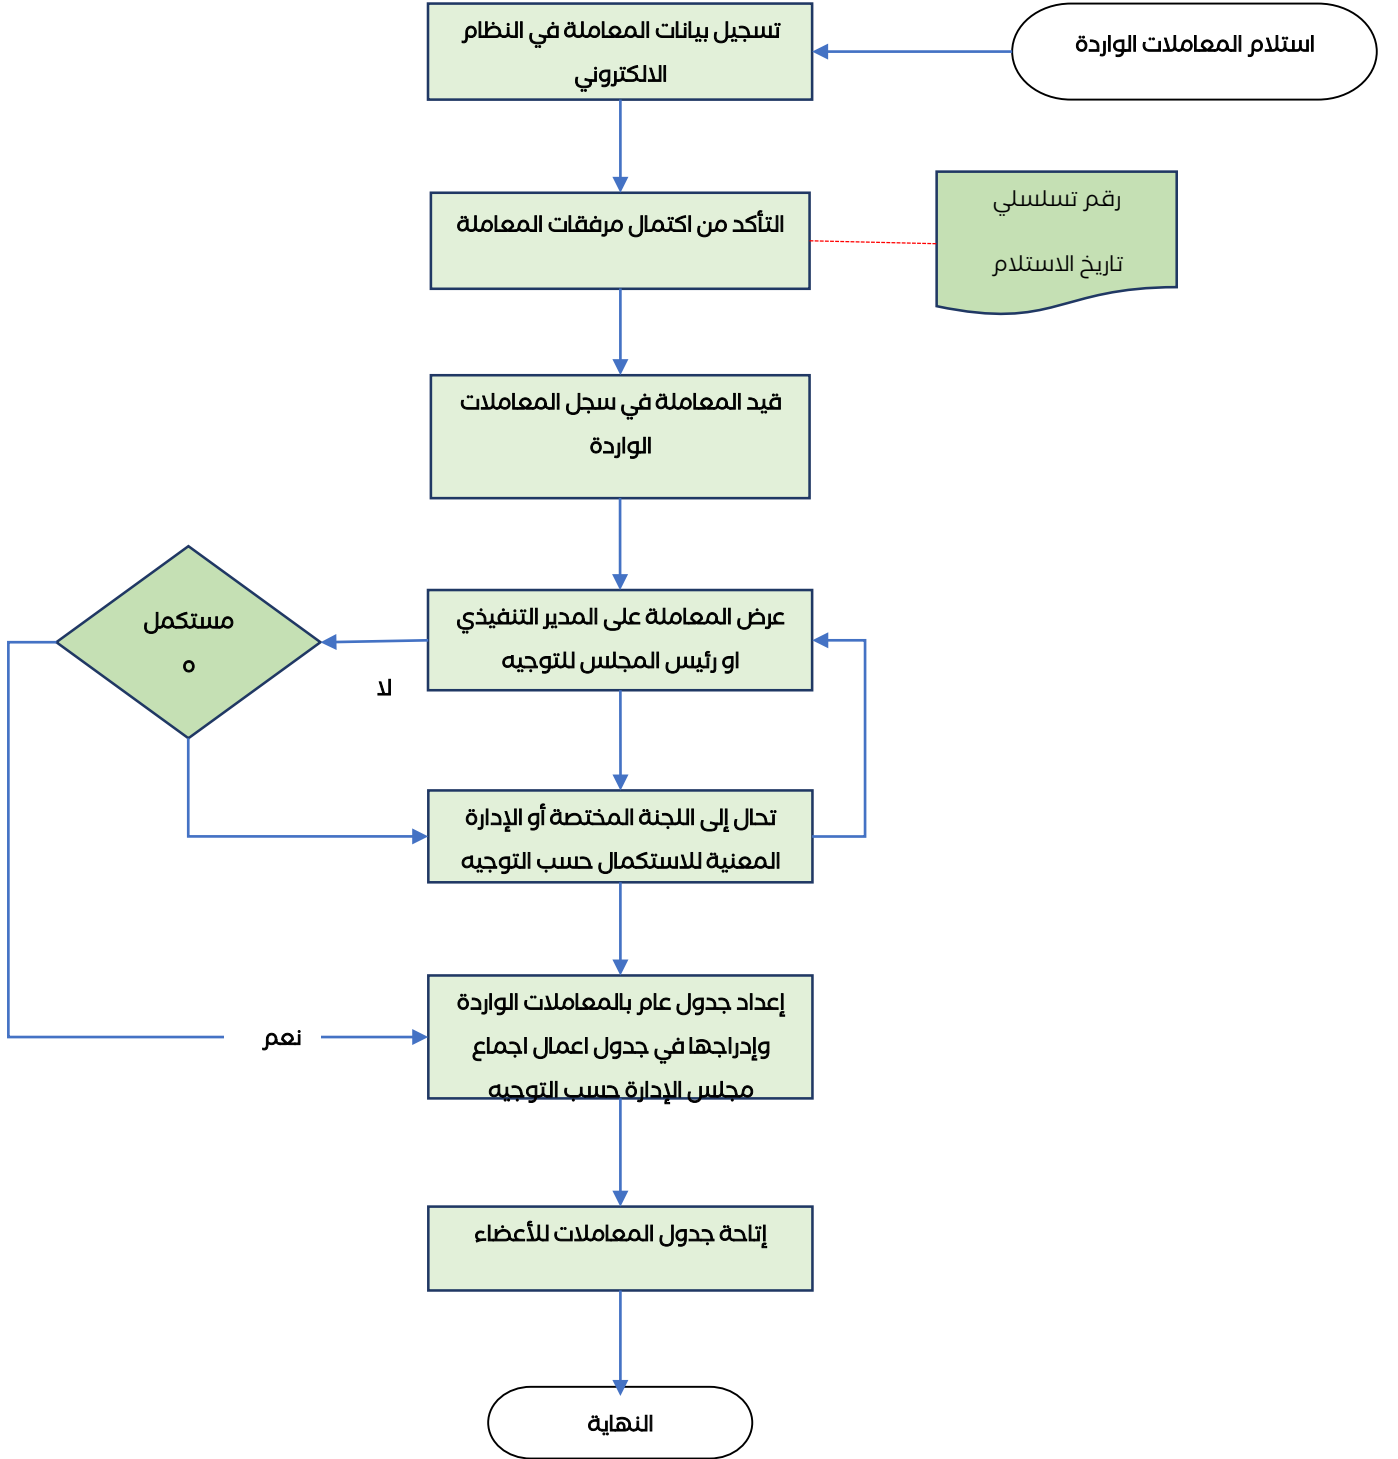 استلام المعاملات الواردة
تسجيل بيانات المعاملة في النظام
الالكتروني
التأكد من اكتمال مرفقات المعاملة
رقم تسلسلي
تاريخ الاستلام
قيد المعاملة في سجل المعاملات
الواردة
عرض المعاملة على المدير التنفيذي
او رئيس المجلس للتوجيه
مستكمل
ه
لا
تحال إلى اللجنة المختصة أو الإدارة
المعنية للاستكمال حسب التوجيه
إعداد جدول عام بالمعاملات الواردة
وإدراجها في جدول اعمال اجماع
مجلس الإدارة حسب التوجيه
نعم
إتاحة جدول المعاملات للأعضاء
النهاية